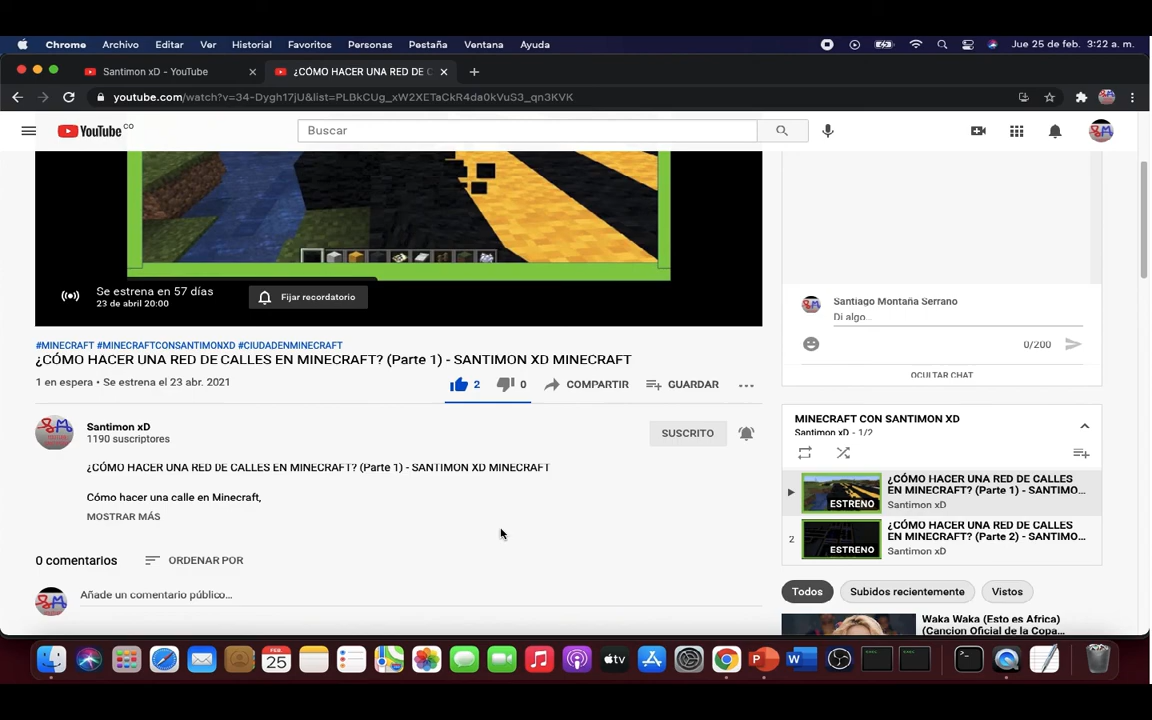 Chrome Archivo Editar Ver Historial Favoritos Personas Pestaña Ventana Ayuda Jue 25 de feb. 3:22 a. m.
Santimon xD - YouTube ¿CÓMO HACER UNA RED DE C
youtube.com/watch?v=34-Dygh17jU&list=PLBkCUg_xW2XETaCkR4da0kVuS3_qn3KVK
YouTube CO
Buscar
Se estrena en 57 días
23 de abril 20:00
Fijar recordatorio
#MINECRAFT #MINECRAFTCONSANTIMONXD #CIUDADENMINECRAFT
¿CÓMO HACER UNA RED DE CALLES EN MINECRAFT? (Parte 1) - SANTIMON XD MINECRAFT
1 en espera • Se estrena el 23 abr. 2021
2 0 COMPARTIR GUARDAR
Santimon xD
1190 suscriptores
SUSCRITO
¿CÓMO HACER UNA RED DE CALLES EN MINECRAFT? (Parte 1) - SANTIMON XD MINECRAFT
Cómo hacer una calle en Minecraft,
MOSTRAR MÁS
0 comentarios ORDENAR POR
Añade un comentario público...
Santiago Montaña Serrano
Di algo...
0/200
OCULTAR CHAT
MINECRAFT CON SANTIMON XD
Santimon xD - 1/2
ESTRENO
¿CÓMO HACER UNA RED DE CALLES
EN MINECRAFT? (Parte 1) - SANTIMO...
Santimon xD
2
ESTRENO
¿CÓMO HACER UNA RED DE CALLES
EN MINECRAFT? (Parte 2) - SANTIMO...
Santimon xD
Todos Subidos recientemente Vistos
Waka Waka (Esto es Africa)
(Cancion Oficial de la Copa...
FEB
25
tv